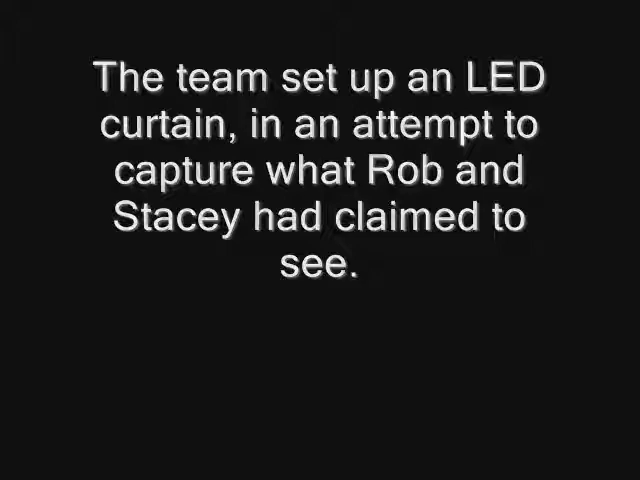 The team set up an LED
curtain, in an attempt to
capture what Rob and
Stacey had claimed to
see.